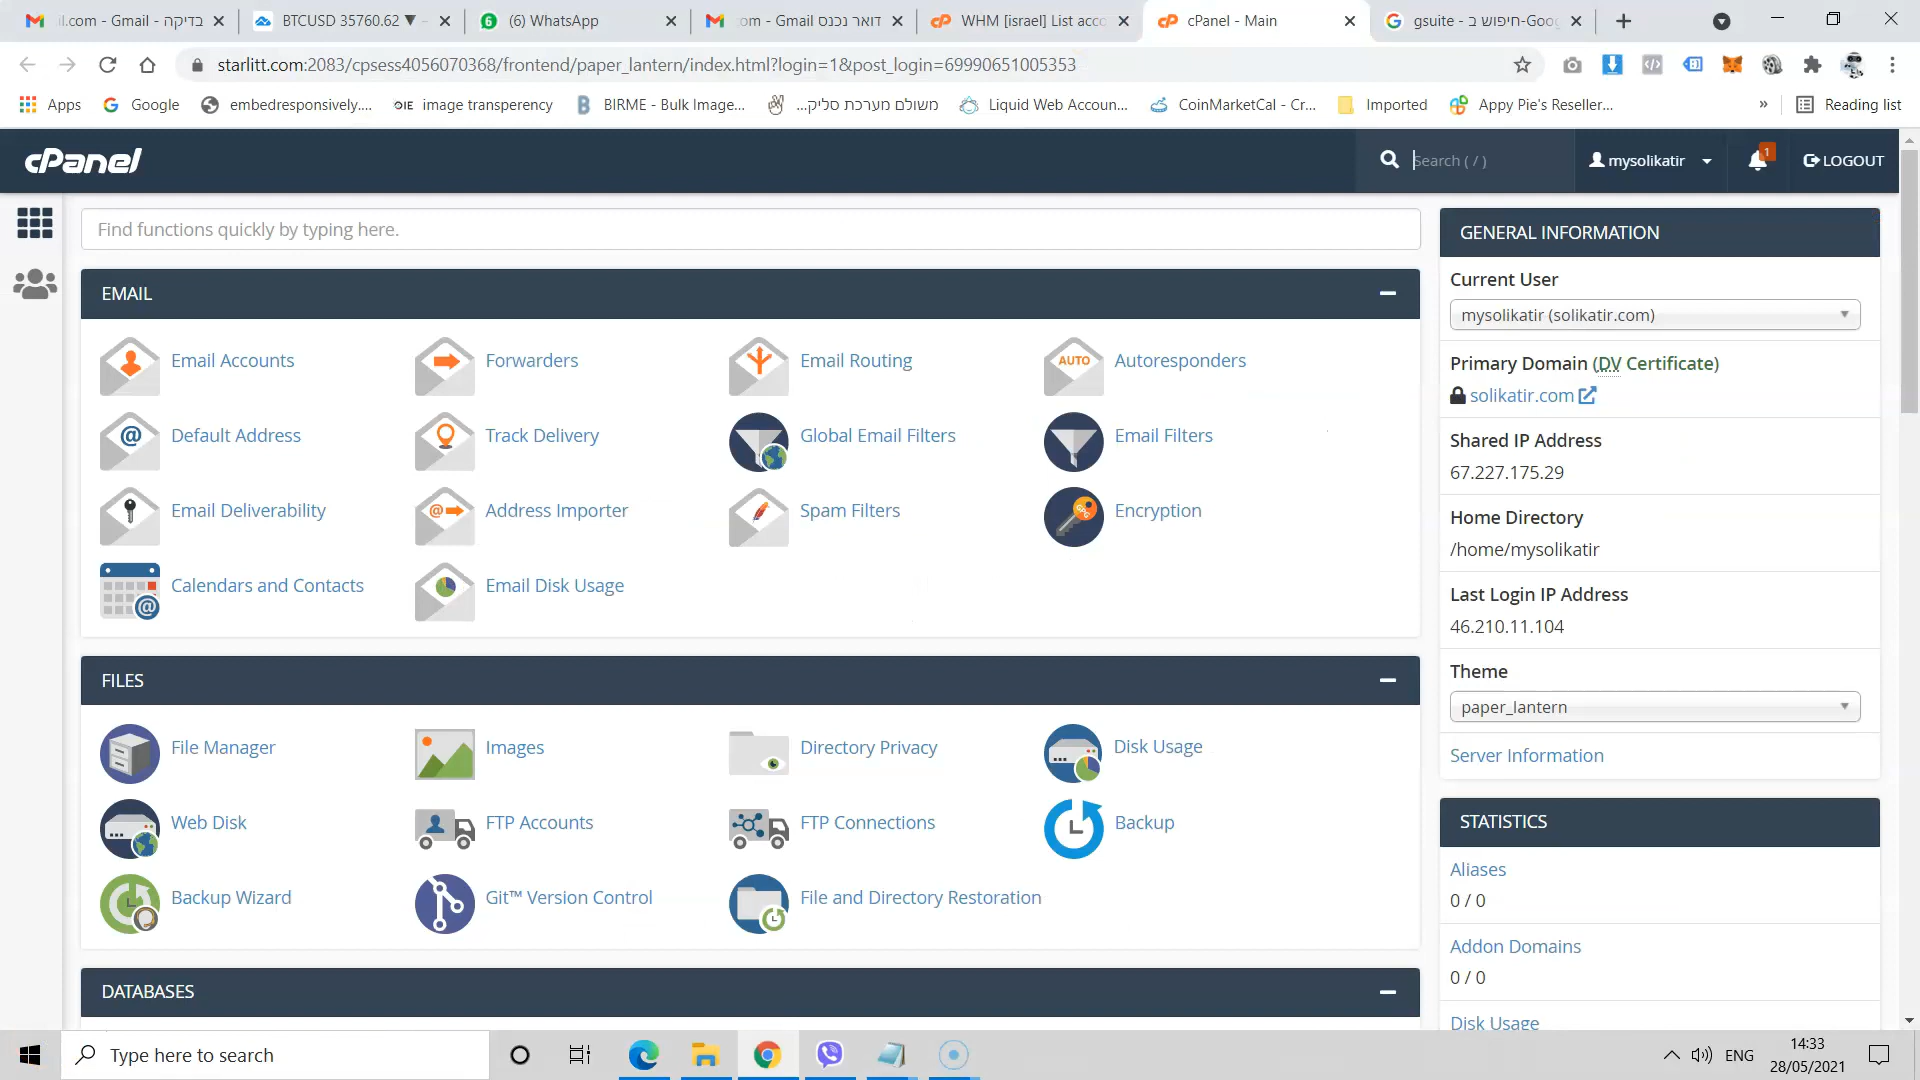 il.com - Gmail - בדיקה
BTCUSD 35760.62 ▼ -
(6) WhatsApp
דואר נכנס - Gmail - com
WHM [israel] List acco
cPanel - Main
gsuite - חיפוש ב-Goo
starlitt.com:2083/cpsess4056070368/frontend/paper_lantern/index.html?login=1&post_login=69990651005353
Apps
Google
embedresponsively....
image transperency
BIRME - Bulk Image...
משולם מערכת סליק...
Liquid Web Accoun...
CoinMarketCal - Cr...
Imported
Appy Pie's Reseller...
»
Reading list
cPanel
Search ( / )
mysolikatir
1
LOGOUT
Find functions quickly by typing here.
EMAIL
Email Accounts
Forwarders
Email Routing
AUTO
Autoresponders
Default Address
Track Delivery
Global Email Filters
Email Filters
Email Deliverability
Address Importer
Spam Filters
GPG
Encryption
Calendars and Contacts
Email Disk Usage
FILES
File Manager
Images
Directory Privacy
Disk Usage
Web Disk
FTP Accounts
FTP Connections
Backup
Backup Wizard
Git™ Version Control
File and Directory Restoration
DATABASES
GENERAL INFORMATION
Current User
mysolikatir (solikatir.com)
Primary Domain (DV Certificate)
solikatir.com
Shared IP Address
67.227.175.29
Home Directory
/home/mysolikatir
Last Login IP Address
46.210.11.104
Theme
paper_lantern
Server Information
STATISTICS
Aliases
0 / 0
Addon Domains
0 / 0
Disk Usage
Type here to search
ENG
14:33
28/05/2021